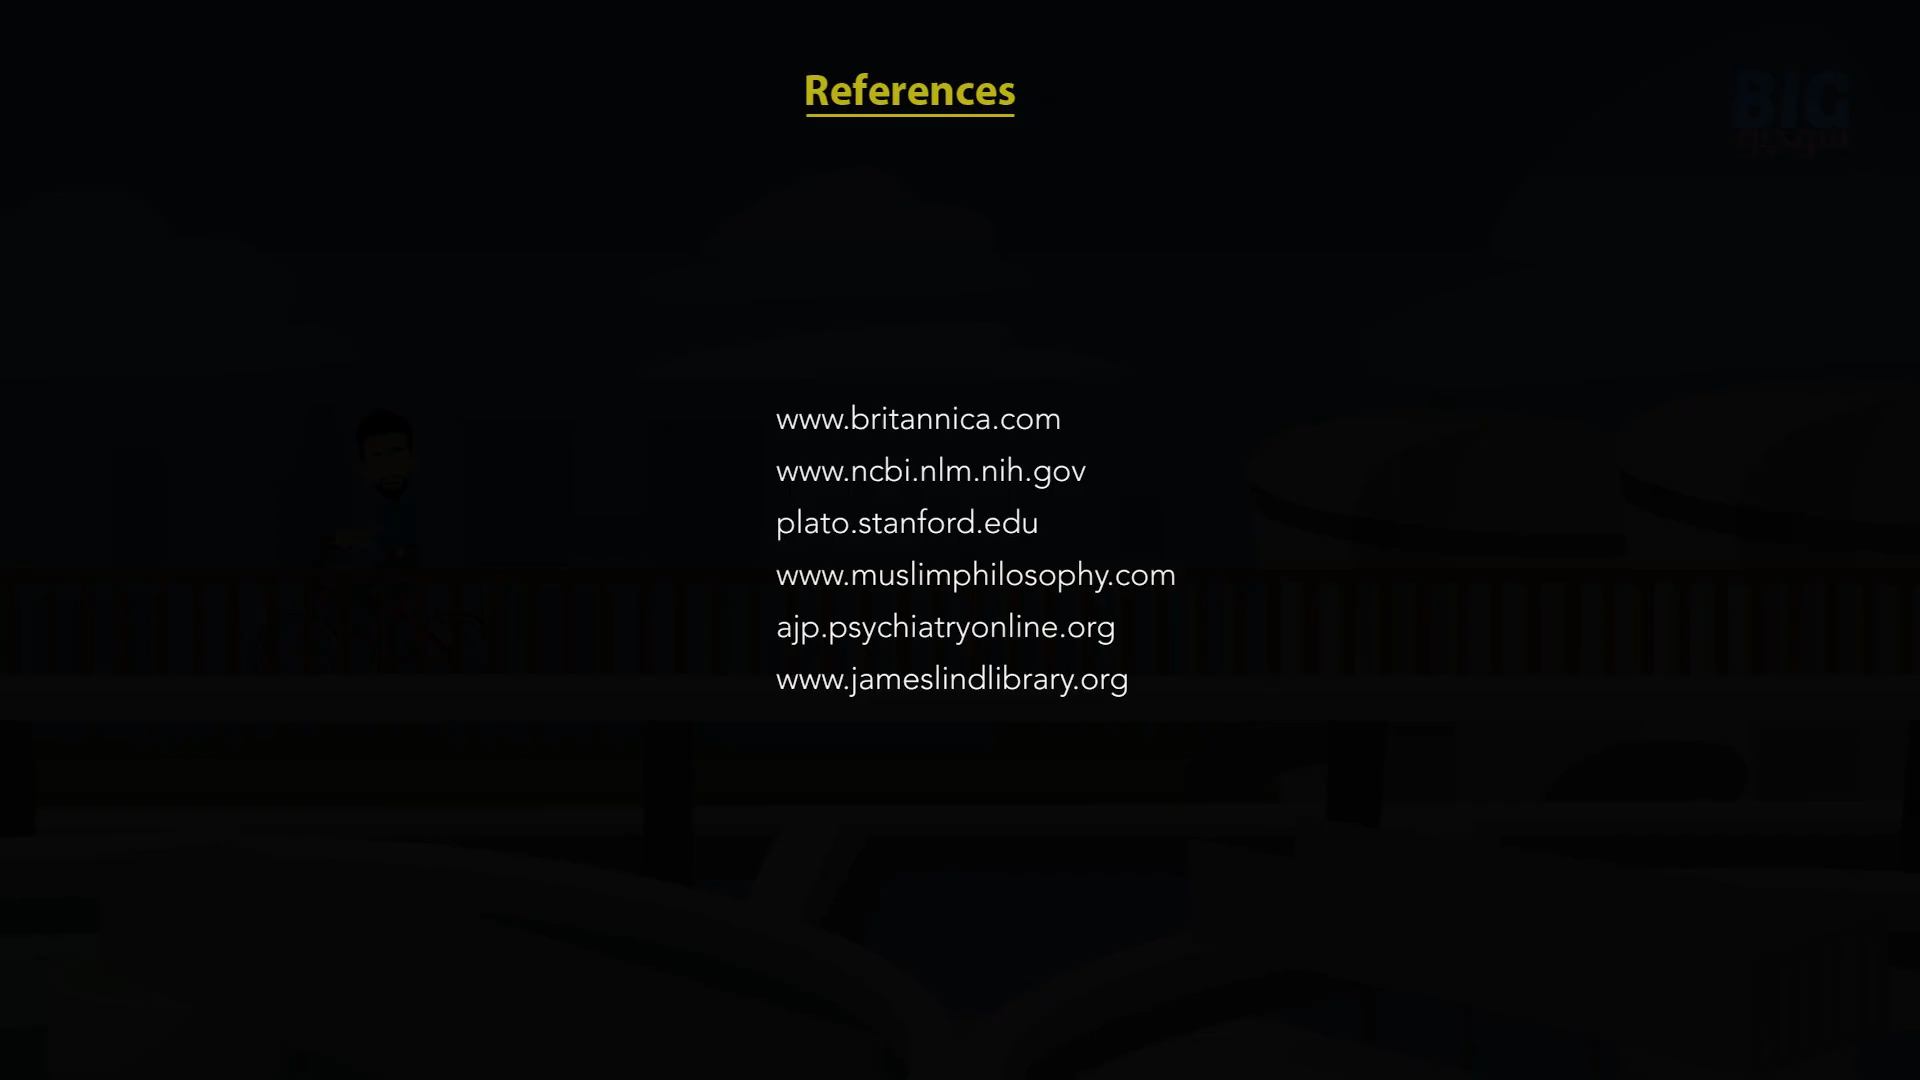 References
BIG
www.britannica.com
www.ncbi.nlm.nih.gov
plato.stanford.edu
www.muslimphilosophy.com
ajp.psychiatryonline.org
www.jameslindlibrary.org